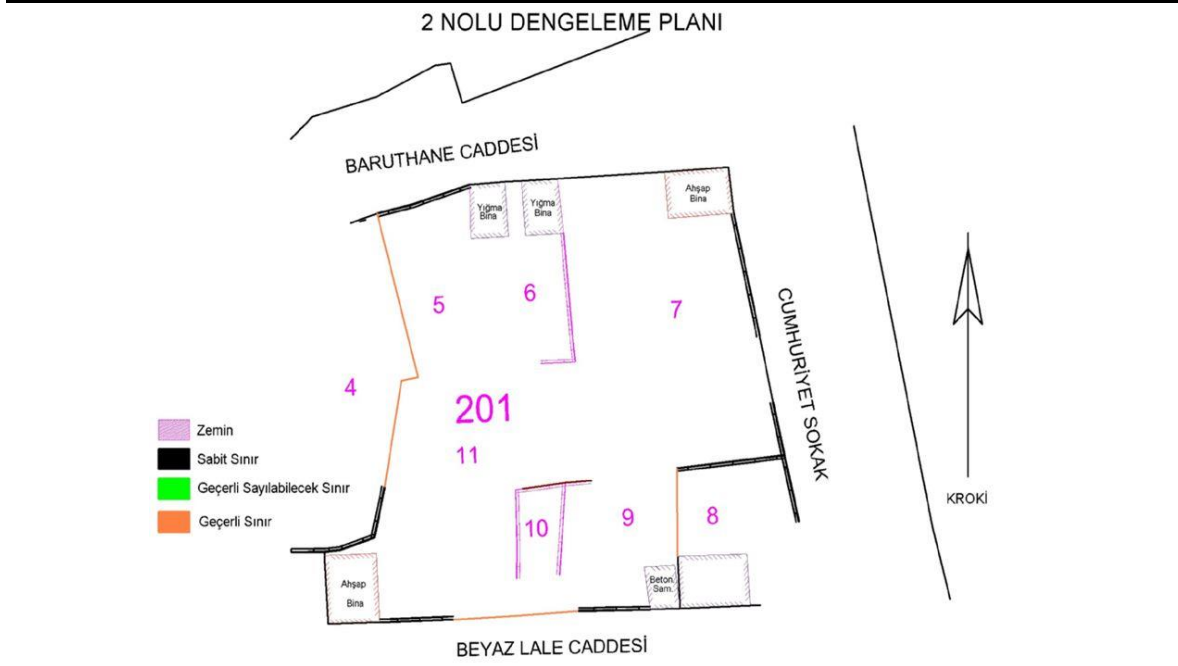 2 NOLU DENGELEME PLANI
BARUTHANE CADDESİ
Yığma
Bina
Yığma
Bina
Ahşap
Bina
5
6
7
CUMHURİYET SOKAK
4
201
11
Zemin
Sabit Sınır
Geçerli Sayılabilecek Sınır
Geçerli Sınır
10
9
8
KROKİ
Ahşap
Bina
Beton
Sam.
BEYAZ LALE CADDESİ